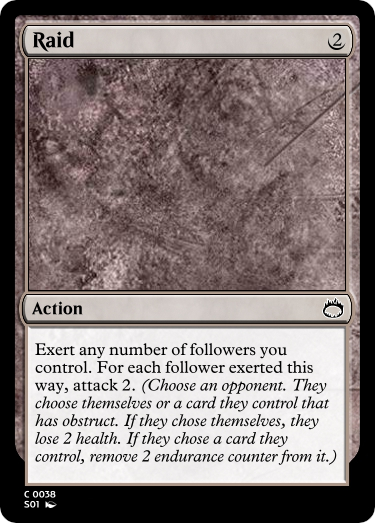 Raid 2
Action
Exert any number of followers you
control. For each follower exerted this
way, attack 2. (Choose an opponent. They
choose themselves or a card they control that
has obstruct. If they chose themselves, they
lose 2 health. If they chose a card they
control, remove 2 endurance counter from it.)
C 0038
S01